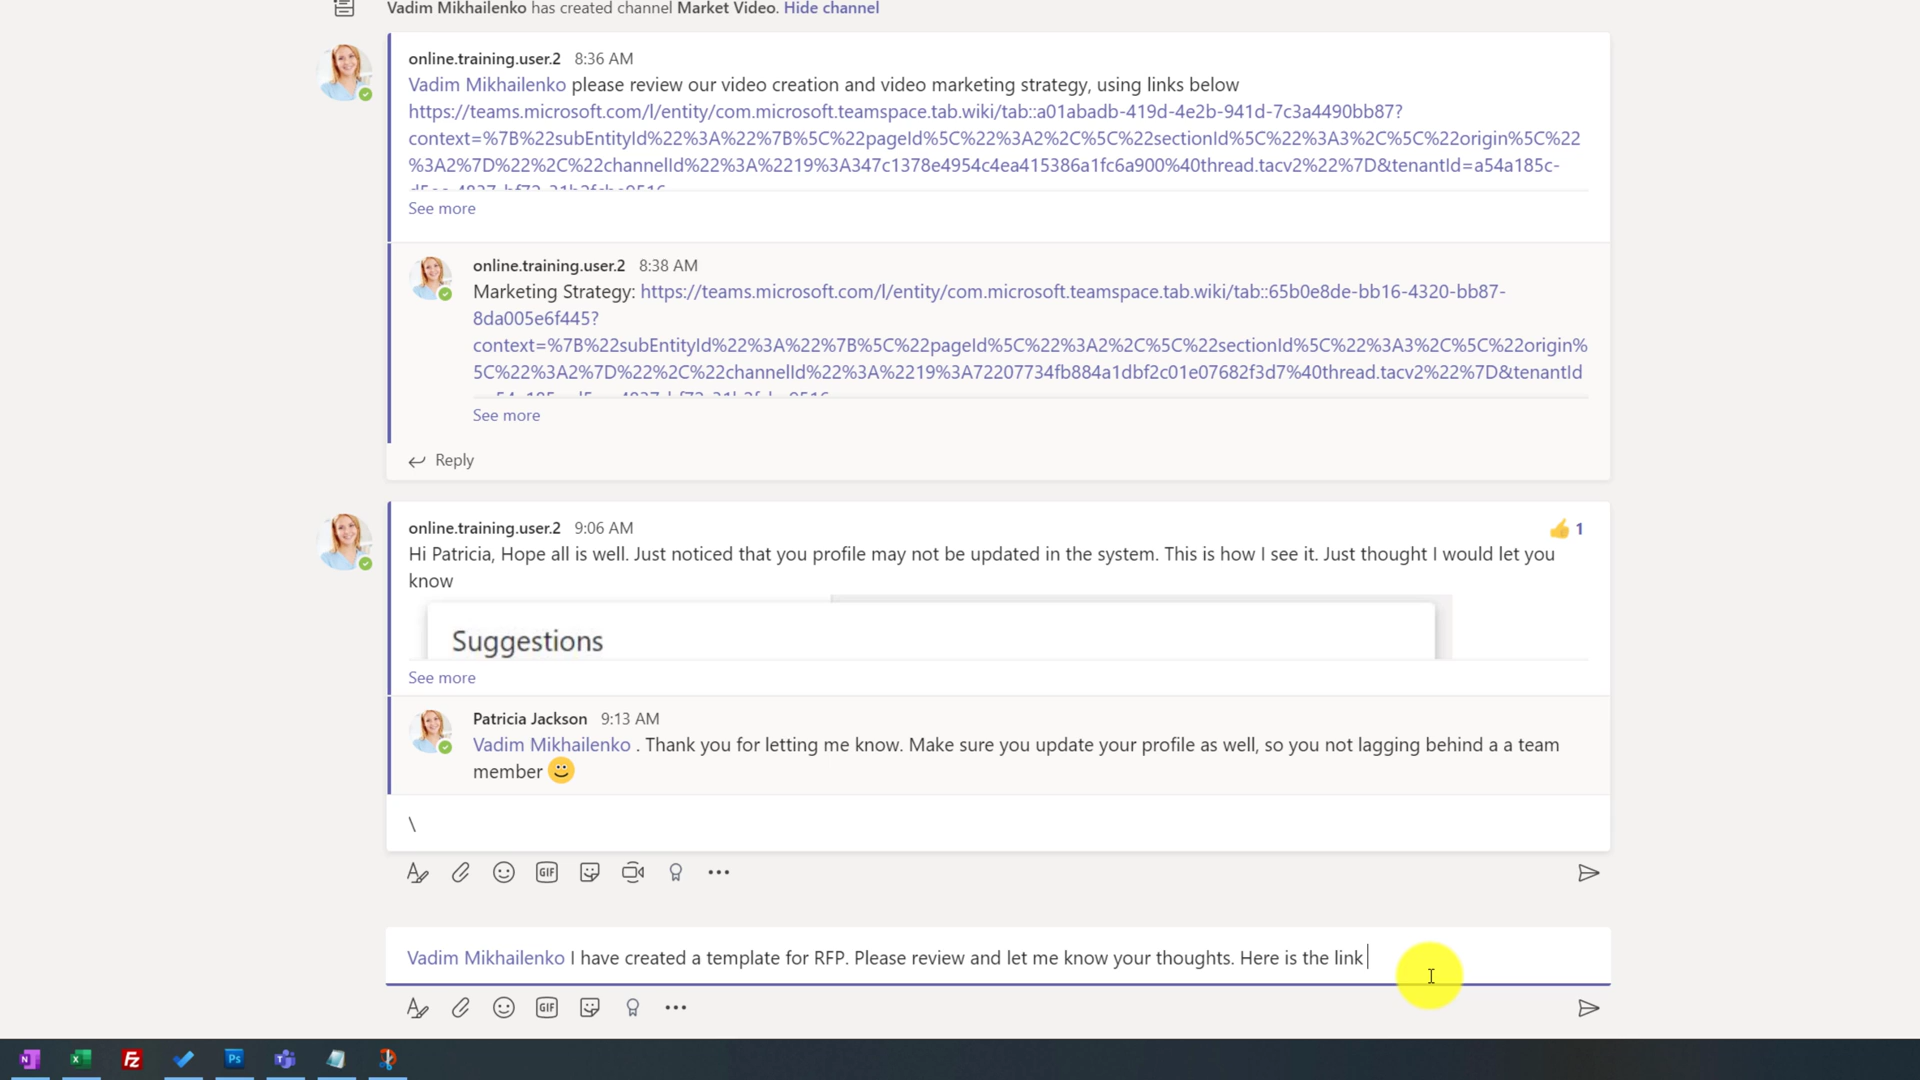 Vadim Mikhailenko has created channel Market Video. Hide channel
online.training.user.2 8:36 AM
Vadim Mikhailenko please review our video creation and video marketing strategy, using links below
https://teams.microsoft.com/l/entity/com.microsoft.teamspace.tab.wiki/tab::a01abadb-419d-4e2b-941d-7c3a4490bb87?
context=%7B%22subEntityId%22%3A%22%7B%5C%22pageId%5C%22%3A2%2C%5C%22sectionId%5C%22%3A3%2C%5C%22origin%5C%22
%3A2%7D%22%2C%22channelId%22%3A%2219%3A347c1378e4954c4ea415386a1fc6a900%40thread.tacv2%22%7D&tenantId=a54a185c-
See more
online.training.user.2 8:38 AM
Marketing Strategy: https://teams.microsoft.com/l/entity/com.microsoft.teamspace.tab.wiki/tab::65b0e8de-bb16-4320-bb87-
8da005e6f445?
context=%7B%22subEntityId%22%3A%22%7B%5C%22pageId%5C%22%3A2%2C%5C%22sectionId%5C%22%3A3%2C%5C%22origin%
5C%22%3A2%7D%22%2C%22channelId%22%3A%2219%3A72207734fb884a1dbf2c01e07682f3d7%40thread.tacv2%22%7D&tenantId
See more
Reply
online.training.user.2 9:06 AM
👍 1
Hi Patricia, Hope all is well. Just noticed that you profile may not be updated in the system. This is how I see it. Just thought I would let you
know
Suggestions
See more
Patricia Jackson 9:13 AM
Vadim Mikhailenko . Thank you for letting me know. Make sure you update your profile as well, so you not lagging behind a a team
member 🙂
\
GIF
Vadim Mikhailenko I have created a template for RFP. Please review and let me know your thoughts. Here is the link
GIF